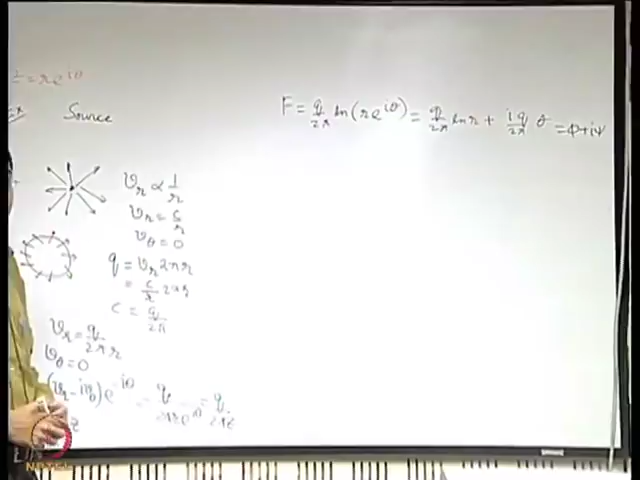 z = re^{iθ}
Source
v_r ∝ 1/r
v_r = c/r
v_θ = 0
q = v_r 2πr
= c/r 2πr
c = q/2π
v_r = q/2πr
v_θ = 0
(v_r - iv_θ)e^{-iθ} = q/2πre^{iθ} = q/2πz
F = q/2π ln(re^{iθ}) = q/2π ln r + iq/2π θ = φ+iψ
NPTEL